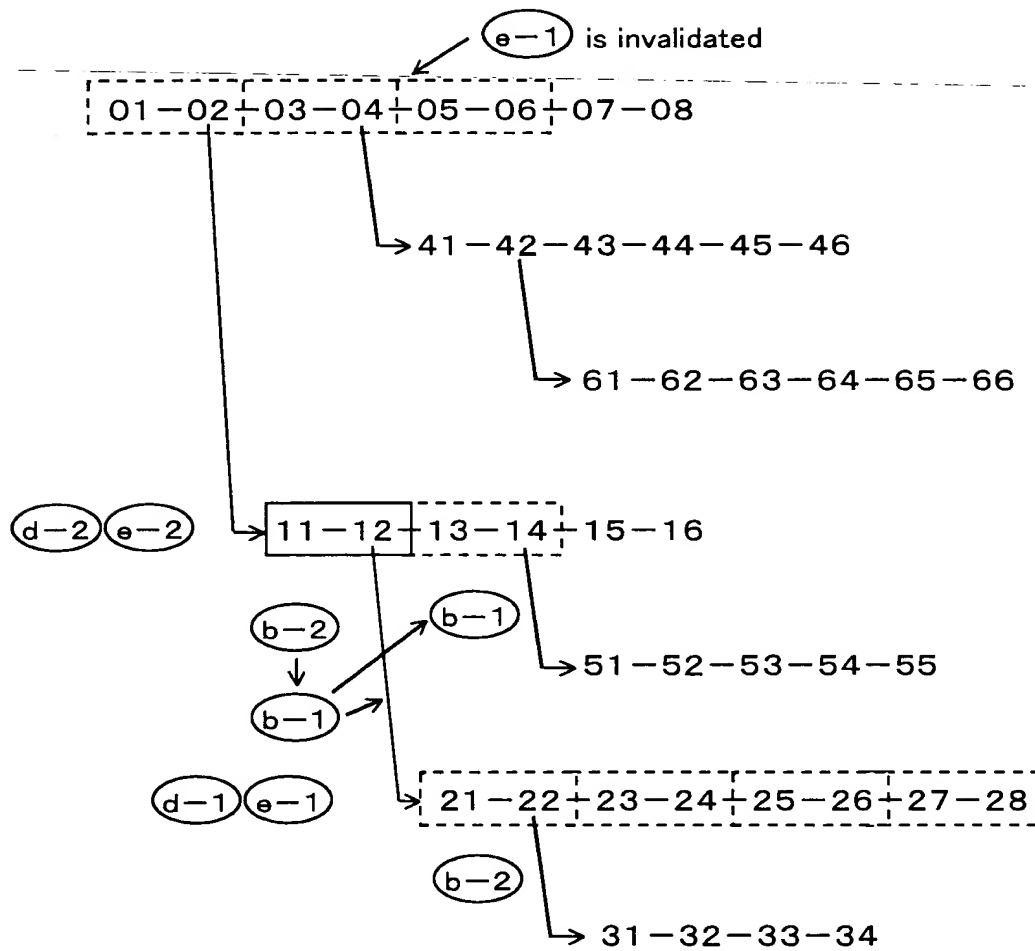 e-1 is invalidated
01-02-03-04-05-06-07-08
41-42-43-44-45-46
61-62-63-64-65-66
d-2 e-2 11-12-13-14-15-16
b-2 b-1
51-52-53-54-55
b-1
d-1 e-1 21-22-23-24-25-26-27-28
b-2
31-32-33-34